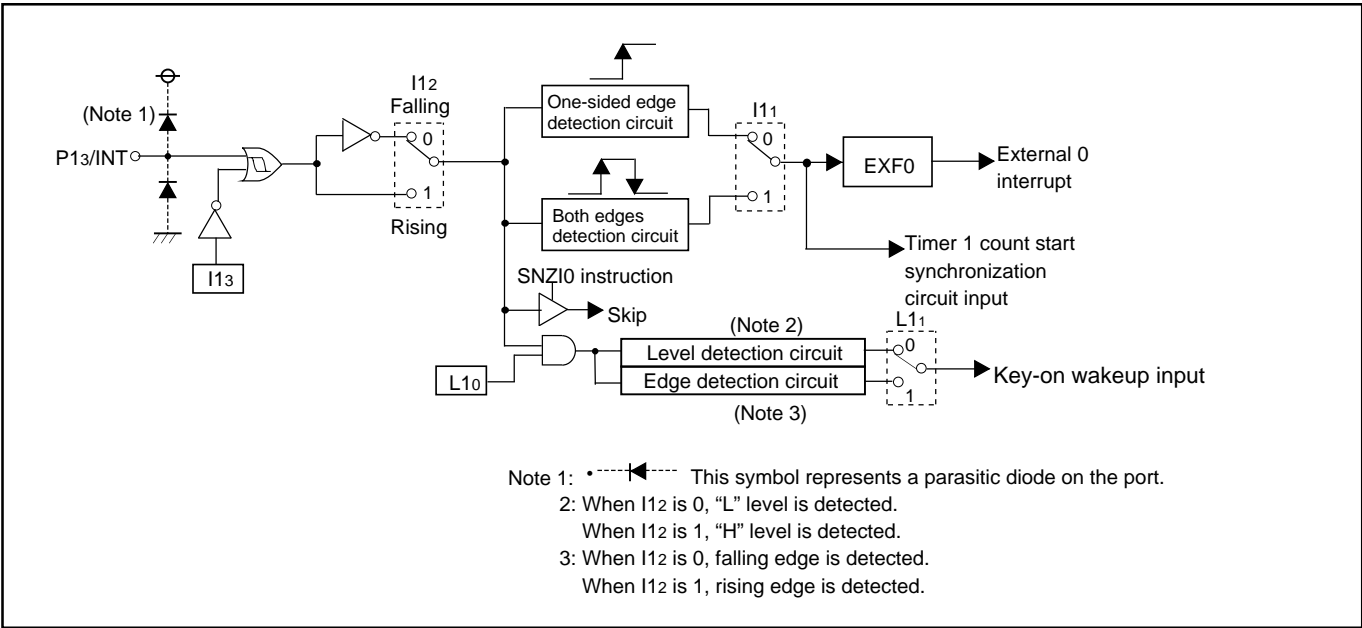 I12
Falling
(Note 1)
P13/INT
0
1
Rising
I13
One-sided edge
detection circuit
Both edges
detection circuit
I11
0
1
EXF0
External 0
interrupt
Timer 1 count start
synchronization
circuit input
SNZI0 instruction
Skip
(Note 2)
L10
Level detection circuit
Edge detection circuit
(Note 3)
L11
0
1
Key-on wakeup input
Note 1: This symbol represents a parasitic diode on the port.
2: When I12 is 0, “L” level is detected.
When I12 is 1, “H” level is detected.
3: When I12 is 0, falling edge is detected.
When I12 is 1, rising edge is detected.